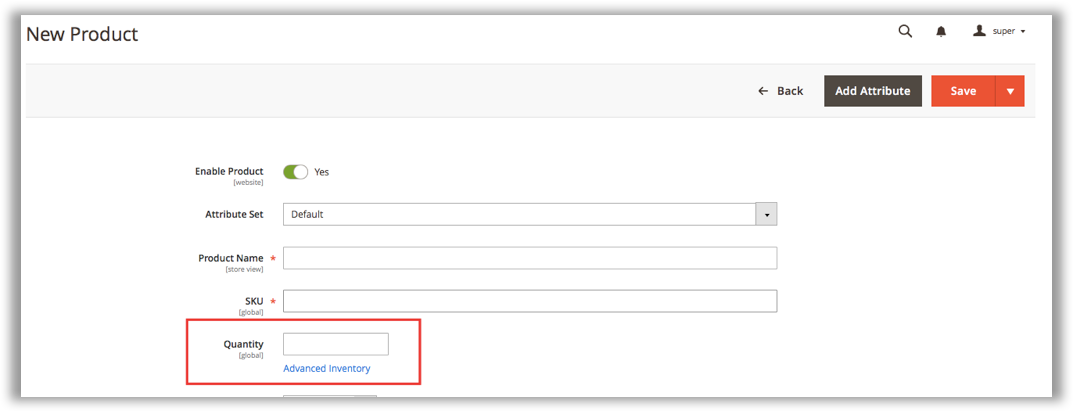 New Product
super
Back
Add Attribute
Save
Enable Product
[website]
Yes
Attribute Set
Default
Product Name *
[store view]
SKU *
[global]
Quantity
[global]
Advanced Inventory